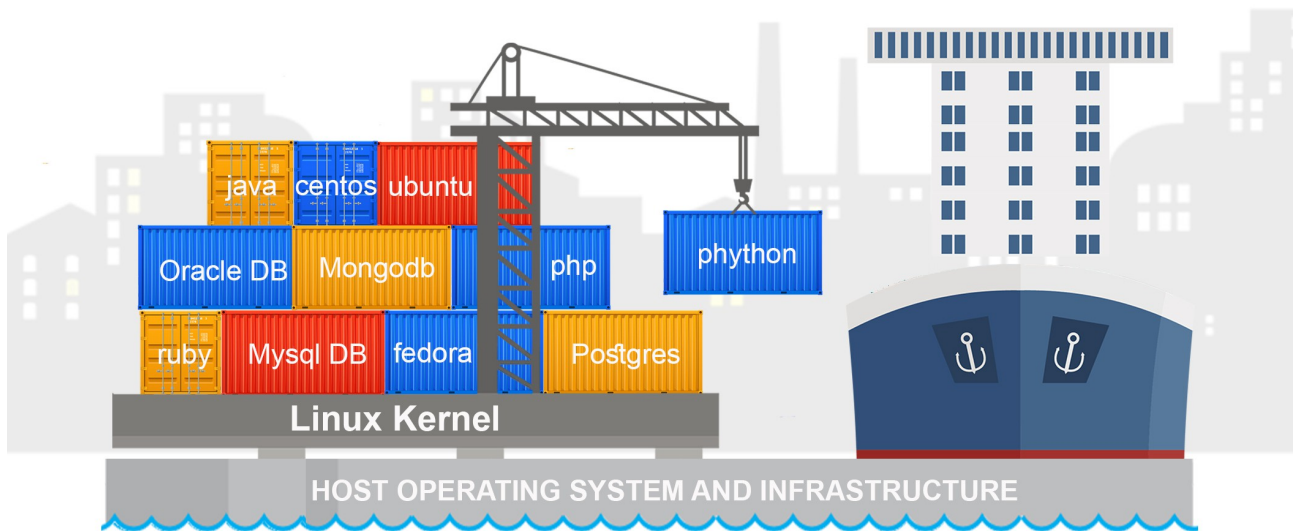 java centos ubuntu
Oracle DB Mongodb php phython
ruby Mysql DB fedora Postgres
Linux Kernel
HOST OPERATING SYSTEM AND INFRASTRUCTURE